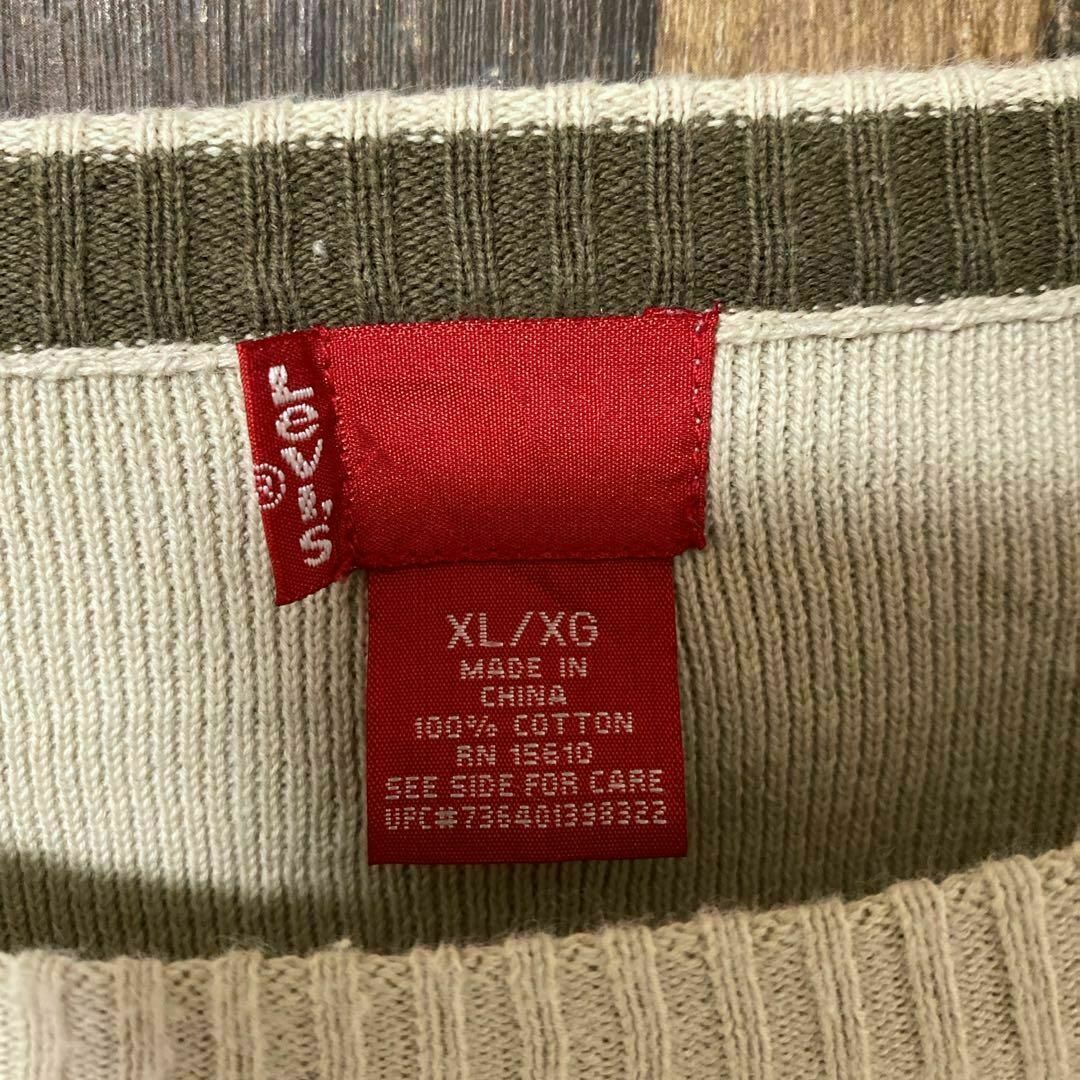 LEVI'S ®
XL/XG
MADE IN
CHINA
100% COTTON
RN 15610
SEE SIDE FOR CARE
UPC#736401398322